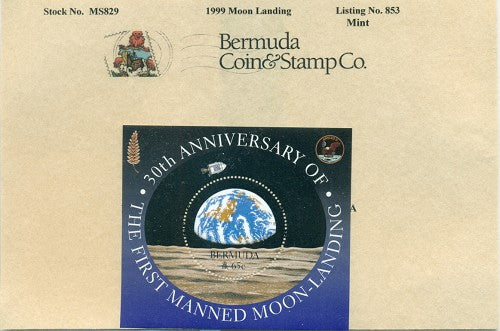 Stock No. MS829
1999 Moon Landing
Listing No. 853
Mint
Bermuda
Coin&Stamp Co.
30th ANNIVERSARY OF
THE FIRST MANNED MOON-LANDING
BERMUDA
65c
A